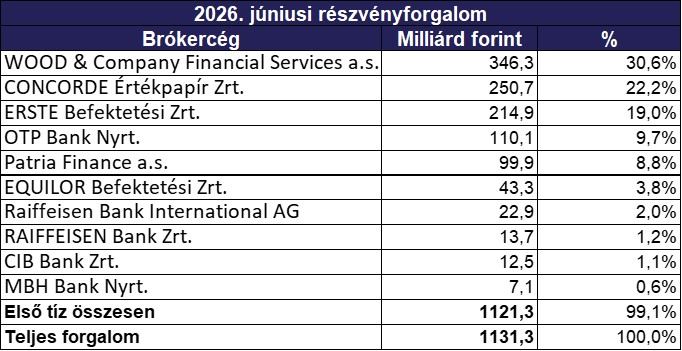 2026. júniusi részvényforgalom
Brókercég Milliárd forint %
WOOD & Company Financial Services a.s. 346,3 30,6%
CONCORDE Értékpapír Zrt. 250,7 22,2%
ERSTE Befektetési Zrt. 214,9 19,0%
OTP Bank Nyrt. 110,1 9,7%
Patria Finance a.s. 99,9 8,8%
EQUILOR Befektetési Zrt. 43,3 3,8%
Raiffeisen Bank International AG 22,9 2,0%
RAIFFEISEN Bank Zrt. 13,7 1,2%
CIB Bank Zrt. 12,5 1,1%
MBH Bank Nyrt. 7,1 0,6%
Első tíz összesen 1121,3 99,1%
Teljes forgalom 1131,3 100,0%